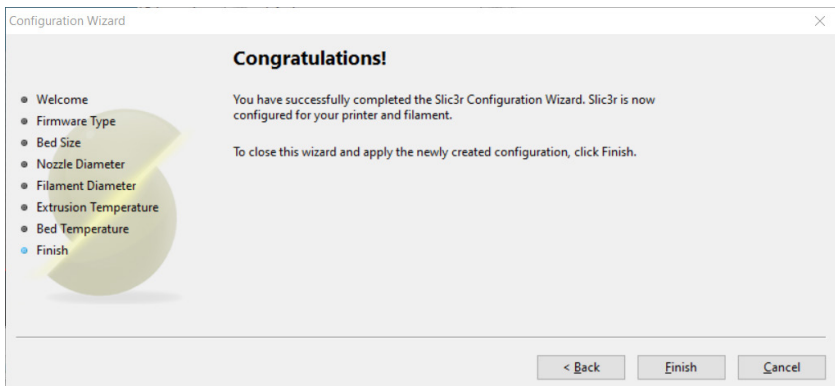 Configuration Wizard
Congratulations!
Welcome
Firmware Type
Bed Size
Nozzle Diameter
Filament Diameter
Extrusion Temperature
Bed Temperature
Finish
You have successfully completed the Slic3r Configuration Wizard. Slic3r is now
configured for your printer and filament.
To close this wizard and apply the newly created configuration, click Finish.
< Back
Finish
Cancel